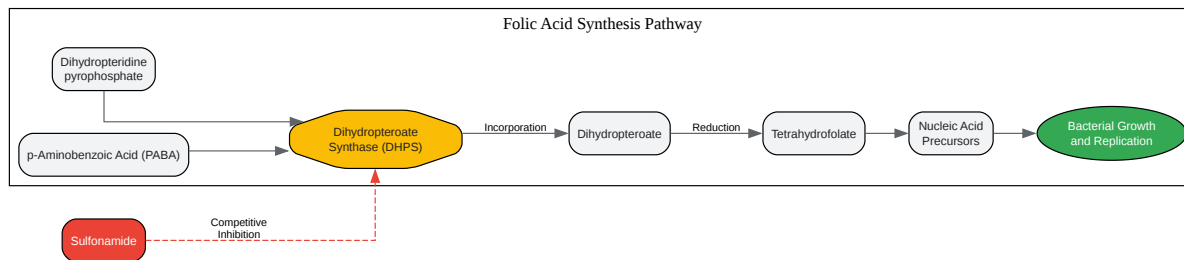 Folic Acid Synthesis Pathway
Dihydropteridine
pyrophosphate
p-Aminobenzoic Acid (PABA)
Dihydropteroate
Synthase (DHPS)
Incorporation
Dihydropteroate
Reduction
Tetrahydrofolate
Nucleic Acid
Precursors
Bacterial Growth
and Replication
Sulfonamide
Competitive
Inhibition